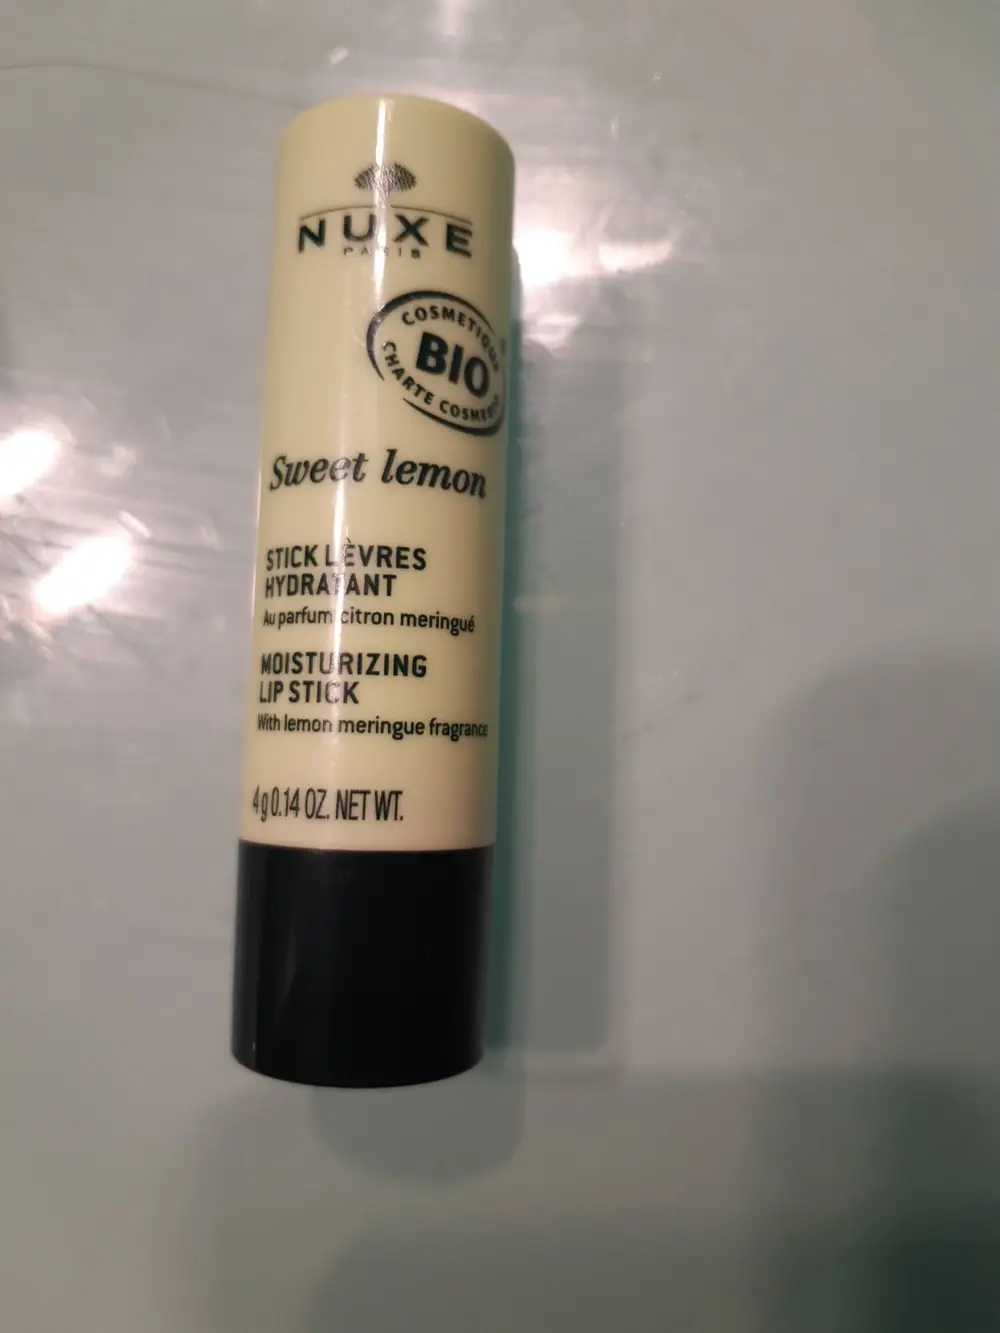 NUXE
PARIS
COSMETIQUE
BIO
CHARTE
Sweet lemon
STICK LÈVRES
HYDRATANT
Au parfum citron meringué
MOISTURIZING
LIP STICK
With lemon meringue fragrance
4 g 0.14 OZ. NET WT.